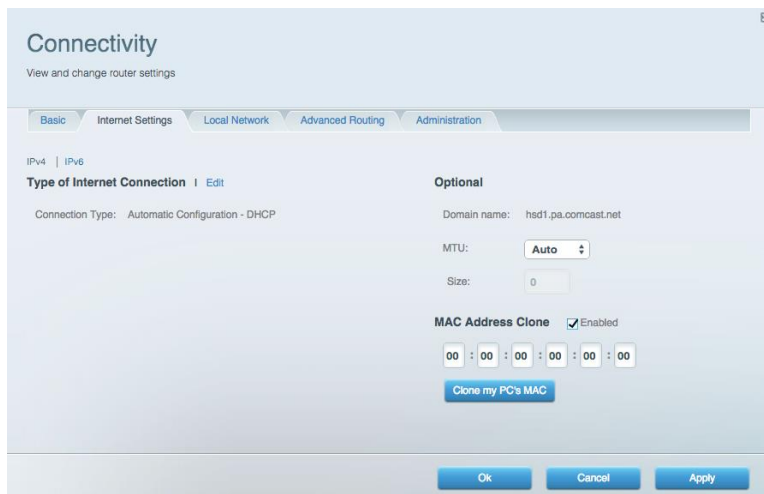 Connectivity
View and change router settings
Basic
Internet Settings
Local Network
Advanced Routing
Administration
IPv4 | IPv6
Type of Internet Connection | Edit
Connection Type: Automatic Configuration - DHCP
Optional
Domain name: hsd1.pa.comcast.net
MTU: Auto
Size: 0
MAC Address Clone Enabled
00 : 00 : 00 : 00 : 00 : 00
Clone my PC's MAC
Ok
Cancel
Apply